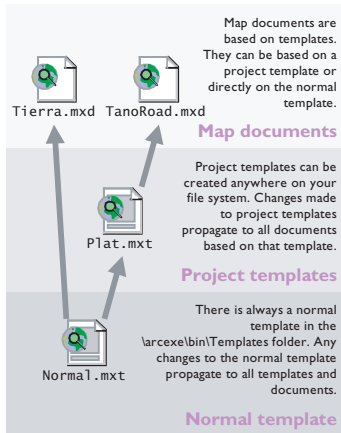 Map documents are
based on templates.
They can be based on a
project template or
directly on the normal
template.
Tierra.mxd TanoRoad.mxd
Map documents
Project templates can be
created anywhere on your
file system. Changes made
to project templates
propagate to all documents
based on that template.
Plat.mxt
Project templates
There is always a normal
template in the
\arcexe\bin\Templates folder. Any
changes to the normal template
propagate to all templates and
documents.
Normal.mxt
Normal template